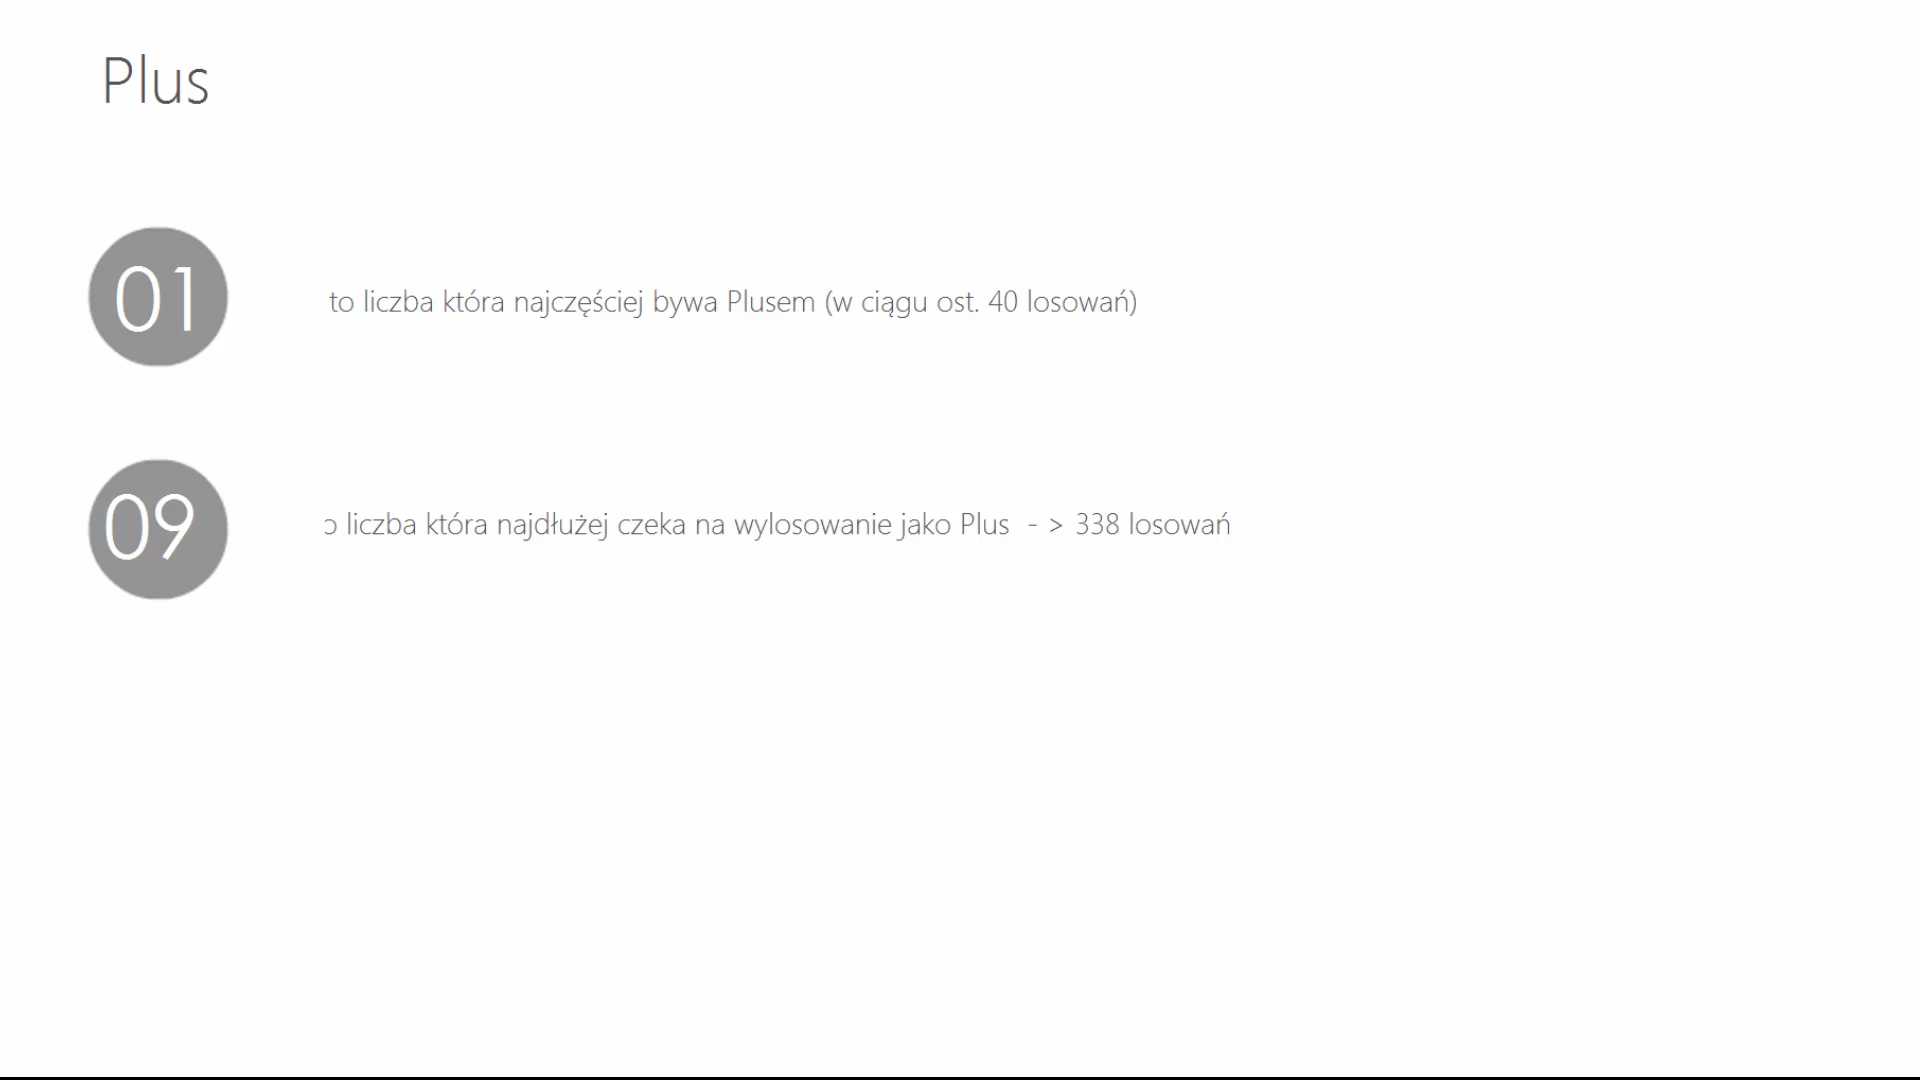 Plus
01
to liczba która najczęściej bywa Plusem (w ciągu ost. 40 losowań)
09
liczba która najdłużej czeka na wylosowanie jako Plus - > 338 losowań